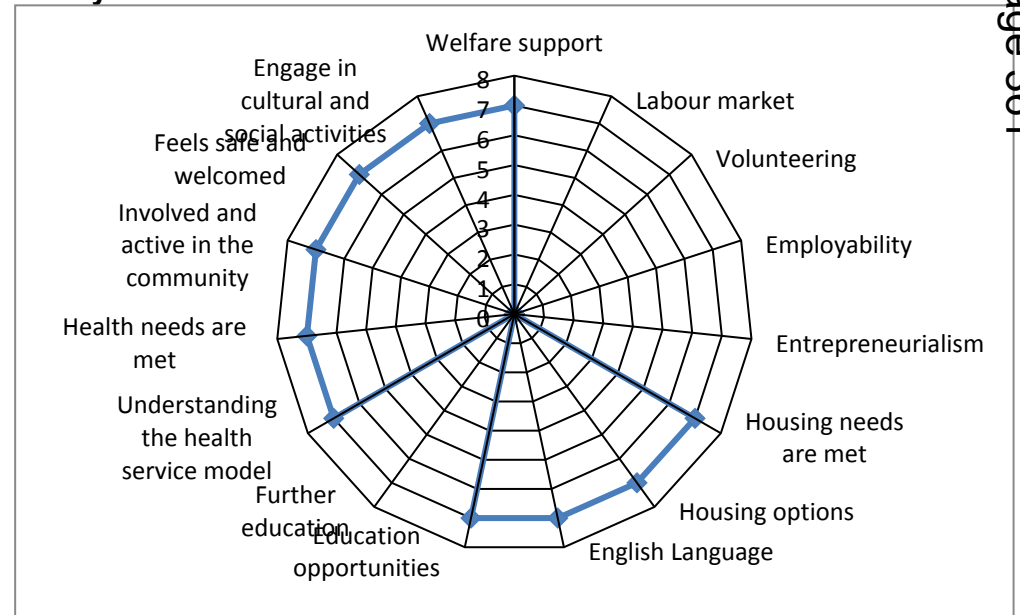 Welfare support
Labour market
Volunteering
Employability
Entrepreneurialism
Housing needs
are met
Housing options
English Language
Education
opportunities
Further
education
Understanding
the health
service model
Health needs are
met
Involved and
active in the
community
Feels safe and
welcomed
Engage in
cultural and
social activities
8
7
6
5
4
3
2
1
0